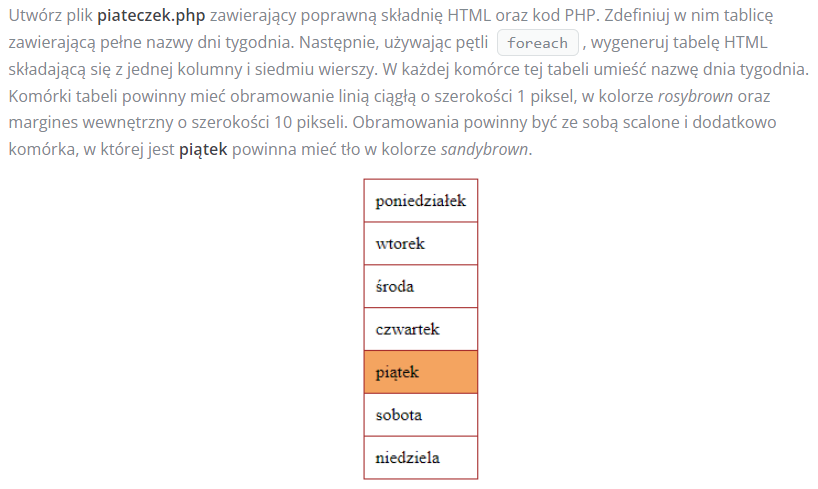 Utwórz plik piateczek.php zawierający poprawną składnię HTML oraz kod PHP. Zdefiniuj w nim tablicę
zawierającą pełne nazwy dni tygodnia. Następnie, używając pętli foreach , wygeneruj tabelę HTML
składającą się z jednej kolumny i siedmiu wierszy. W każdej komórce tej tabeli umieść nazwę dnia tygodnia.
Komórki tabeli powinny mieć obramowanie linią ciągłą o szerokości 1 piksel, w kolorze rosybrown oraz
margines wewnętrzny o szerokości 10 pikseli. Obramowania powinny być ze sobą scalone i dodatkowo
komórka, w której jest piątek powinna mieć tło w kolorze sandybrown.
poniedziałek
wtorek
środa
czwartek
piątek
sobota
niedziela